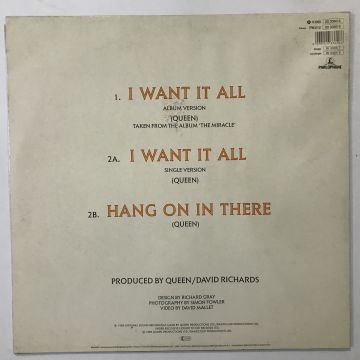 PARLOPHONE
1. I WANT IT ALL
ALBUM VERSION
(QUEEN)
TAKEN FROM THE ALBUM 'THE MIRACLE'
2A. I WANT IT ALL
SINGLE VERSION
(QUEEN)
2B. HANG ON IN THERE
(QUEEN)
PRODUCED BY QUEEN/DAVID RICHARDS
DESIGN BY RICHARD GRAY
PHOTOGRAPHY BY SIMON FOWLER
VIDEO BY DAVID MALLET